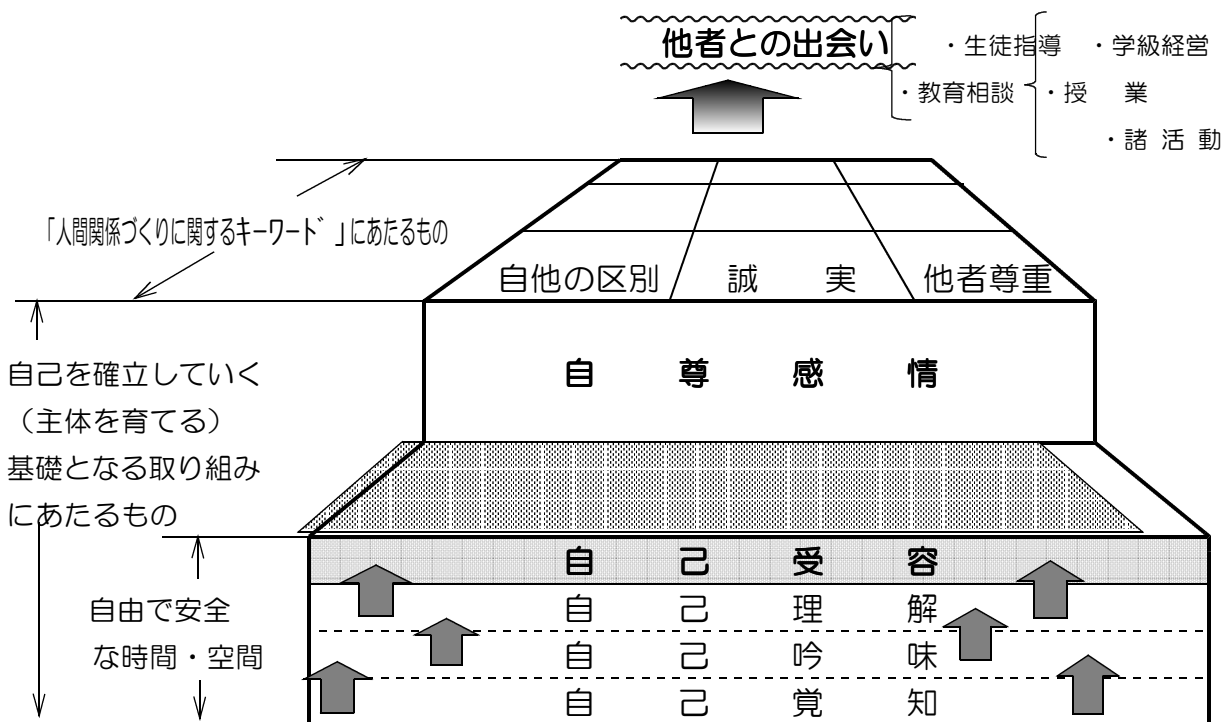 他者との出会い
・生徒指導
・教育相談
・学級経営
・授　業
・諸 活 動
「人間関係づくりに関するキーワード」にあたるもの
自他の区別
誠　実
他者尊重
自 尊 感 情
自己を確立していく
（主体を育てる）
基礎となる取り組み
にあたるもの
自由で安全
な時間・空間
自 己 受 容
自 己 理 解
自 己 吟 味
自 己 覚 知